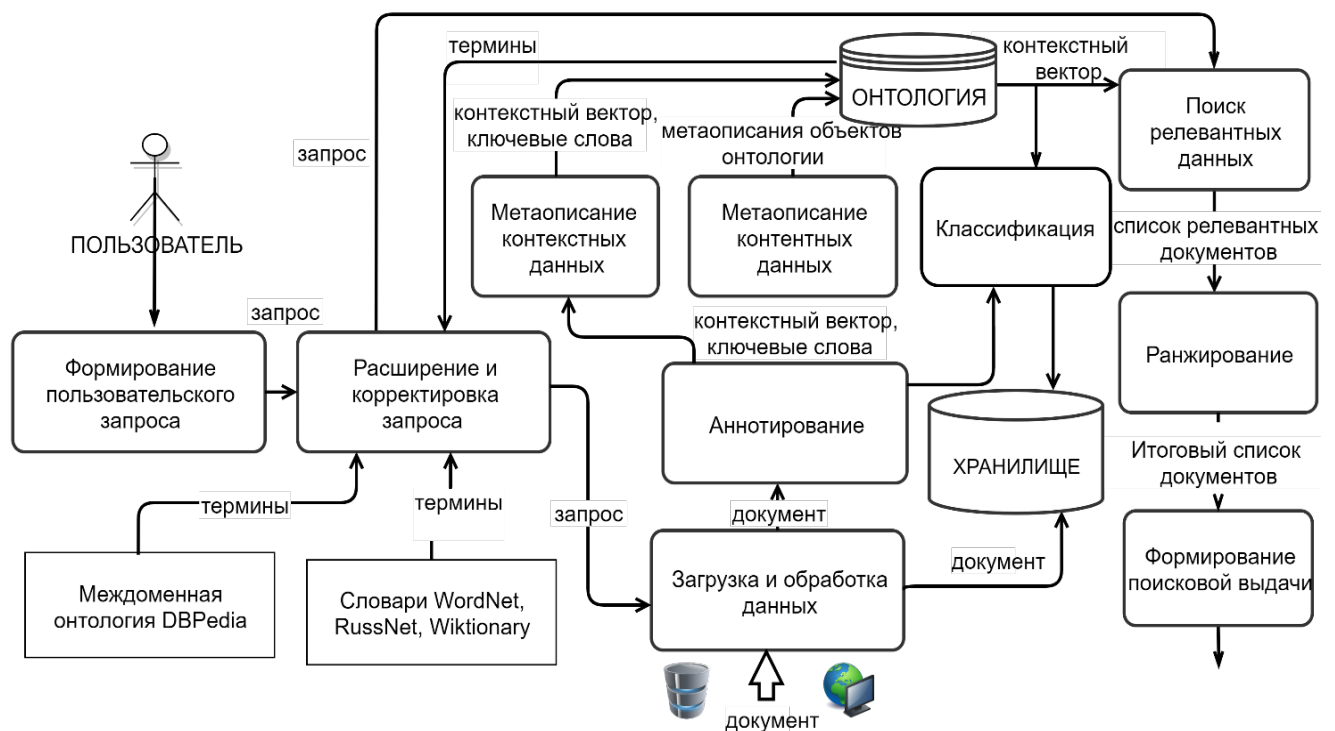 термины
контекстный
вектор
ОНТОЛОГИЯ
контекстный вектор,
ключевые слова
метаописания объектов
онтологии
Поиск
релевантных
данных
запрос
ПОЛЬЗОВАТЕЛЬ
Метаописание
контекстных
данных
Метаописание
контентных
данных
Классификация
список релевантных
документов
запрос
контекстный вектор,
ключевые слова
Формирование
пользовательского
запроса
Расширение и
корректировка
запроса
Аннотирование
Ранжирование
ХРАНИЛИЩЕ
Итоговый список
документов
термины
термины
запрос
документ
документ
Междоменная
онтология DBPedia
Словари WordNet,
RussNet, Wiktionary
Загрузка и обработка
данных
Формирование
поисковой выдачи
документ